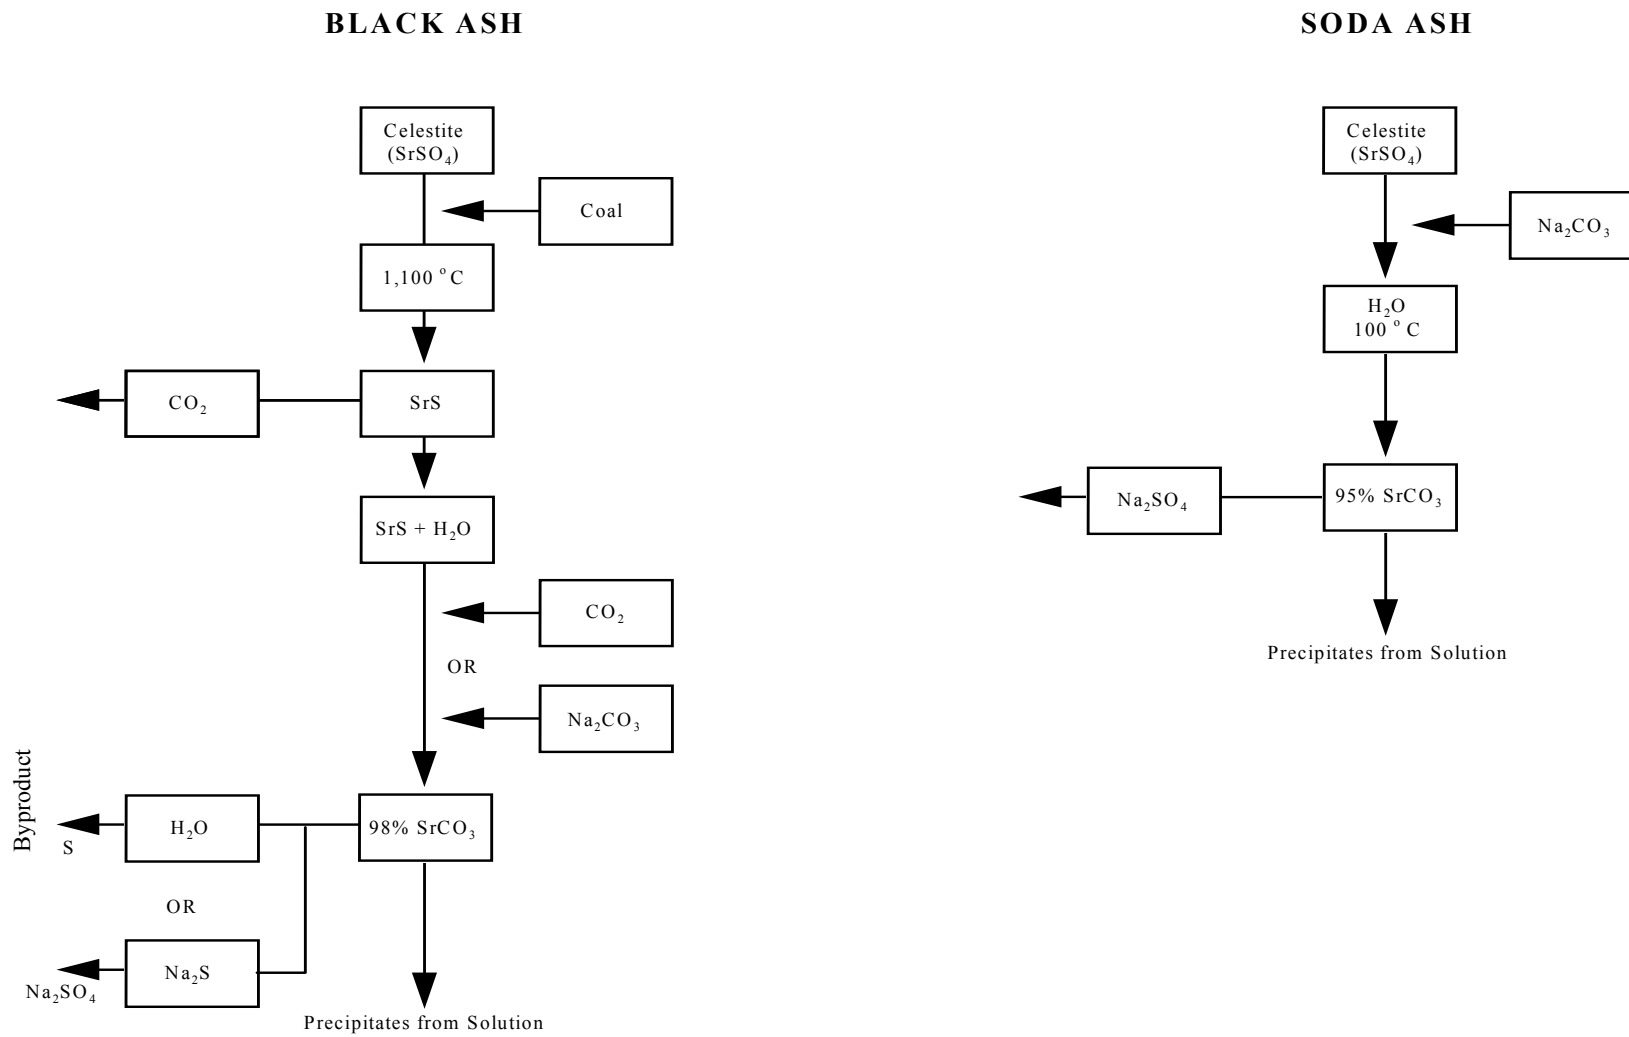 BLACK ASH
Celestite
(SrSO₄)
Coal
1,100 °C
CO₂
SrS
SrS + H₂O
CO₂
OR
Na₂CO₃
Byproduct
S
H₂O
98% SrCO₃
OR
Na₂SO₄
Na₂S
Precipitates from Solution
SODA ASH
Celestite
(SrSO₄)
Na₂CO₃
H₂O
100 °C
Na₂SO₄
95% SrCO₃
Precipitates from Solution